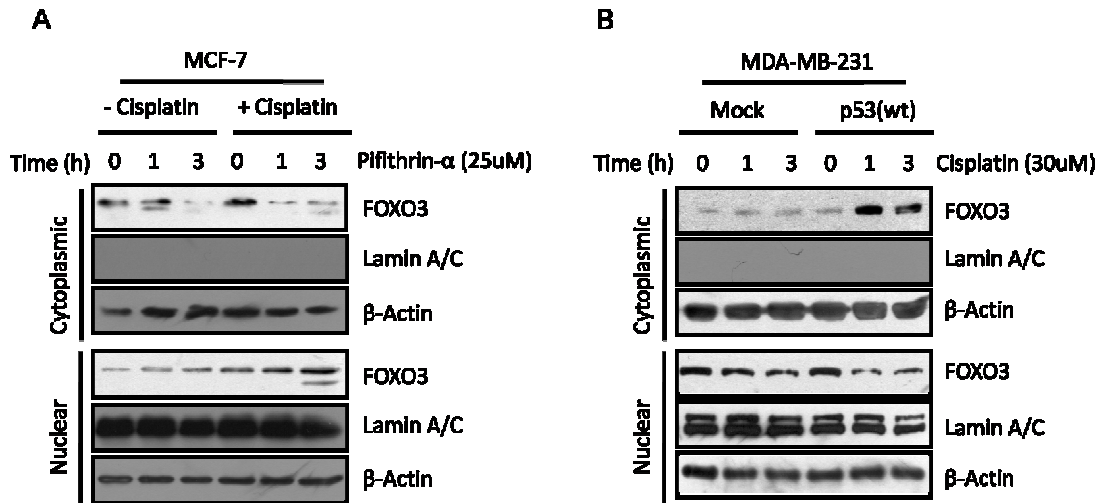 A
MCF-7
- Cisplatin + Cisplatin
Time (h) 0 1 3 0 1 3 Pifithrin-α (25uM)
Cytoplasmic
FOXO3
Lamin A/C
β-Actin
Nuclear
FOXO3
Lamin A/C
β-Actin
B
MDA-MB-231
Mock p53(wt)
Time (h) 0 1 3 0 1 3 Cisplatin (30uM)
Cytoplasmic
FOXO3
Lamin A/C
β-Actin
Nuclear
FOXO3
Lamin A/C
β-Actin